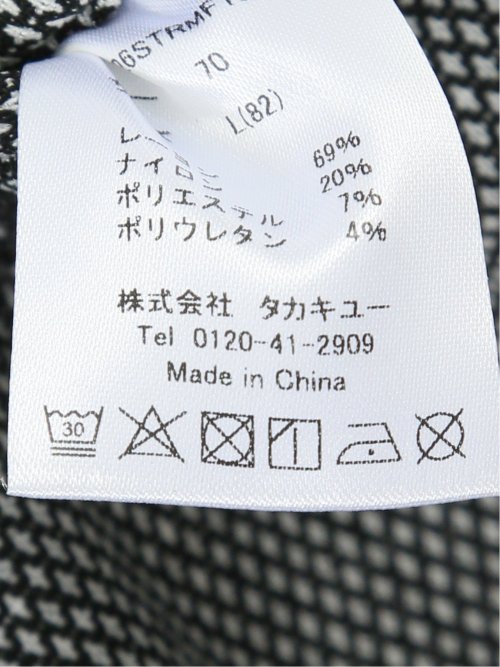 70
L(82)
69%
ナイロン 20%
ポリエステル 7%
ポリウレタン 4%
株式会社 タカキュー
Tel 0120-41-2909
Made in China
30